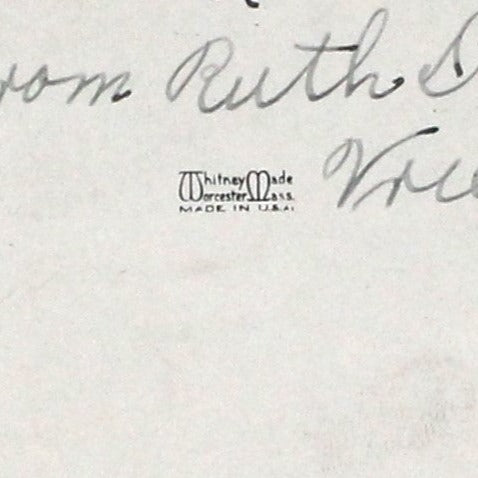 rom Ruth
Whitney Made
Worcester Mass.
MADE IN U.S.A.